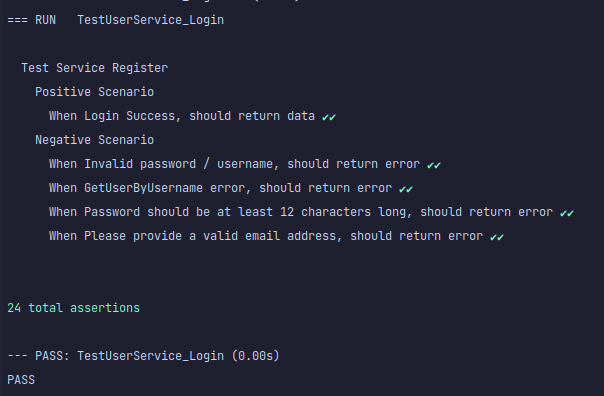 === RUN   TestUserService_Login
Test Service Register
Positive Scenario
When Login Success, should return data ✔✔
Negative Scenario
When Invalid password / username, should return error ✔✔
When GetUserByUsername error, should return error ✔✔
When Password should be at least 12 characters long, should return error ✔✔
When Please provide a valid email address, should return error ✔✔
24 total assertions
--- PASS: TestUserService_Login (0.00s)
PASS